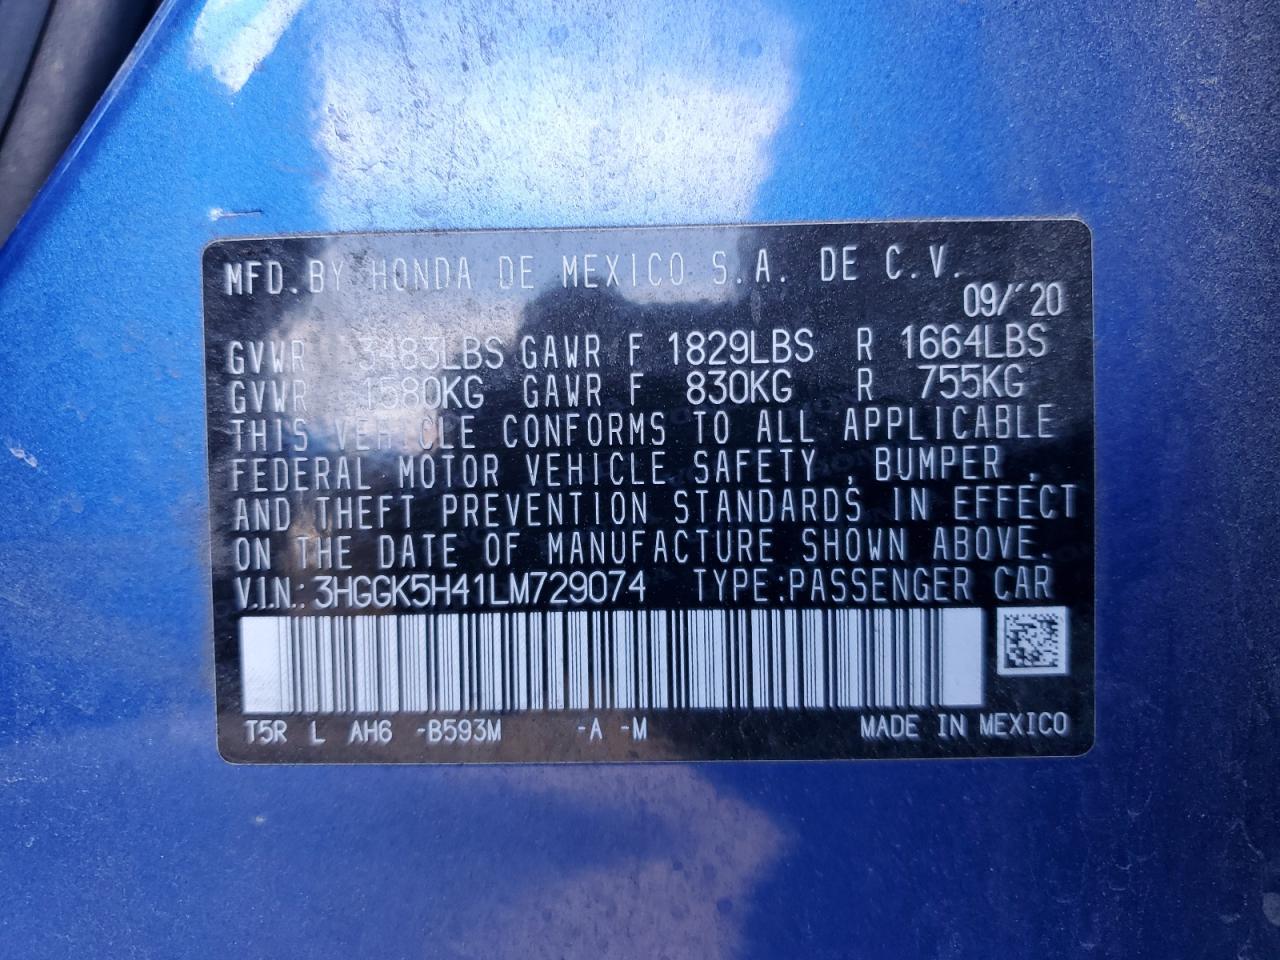 MFD. BY HONDA DE MEXICO S.A. DE C.V.
09/'20
GVWR 3483LBS GAWR F 1829LBS R 1664LBS
GVWR 1580KG GAWR F 830KG R 755KG
THIS VEHICLE CONFORMS TO ALL APPLICABLE
FEDERAL MOTOR VEHICLE SAFETY, BUMPER,
AND THEFT PREVENTION STANDARDS IN EFFECT
ON THE DATE OF MANUFACTURE SHOWN ABOVE.
V.I.N.: 3HGGK5H41LM729074 TYPE:PASSENGER CAR
T5R L AH6 -B593M -A -M MADE IN MEXICO